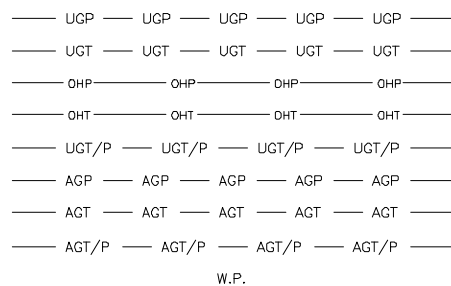 UGP UGP UGP UGP UGP
UGT UGT UGT UGT UGT
OHP OHP OHP OHP
OHT OHT OHT OHT
UGT/P UGT/P UGT/P UGT/P
AGP AGP AGP AGP AGP
AGT AGT AGT AGT AGT
AGT/P AGT/P AGT/P AGT/P
W.P.